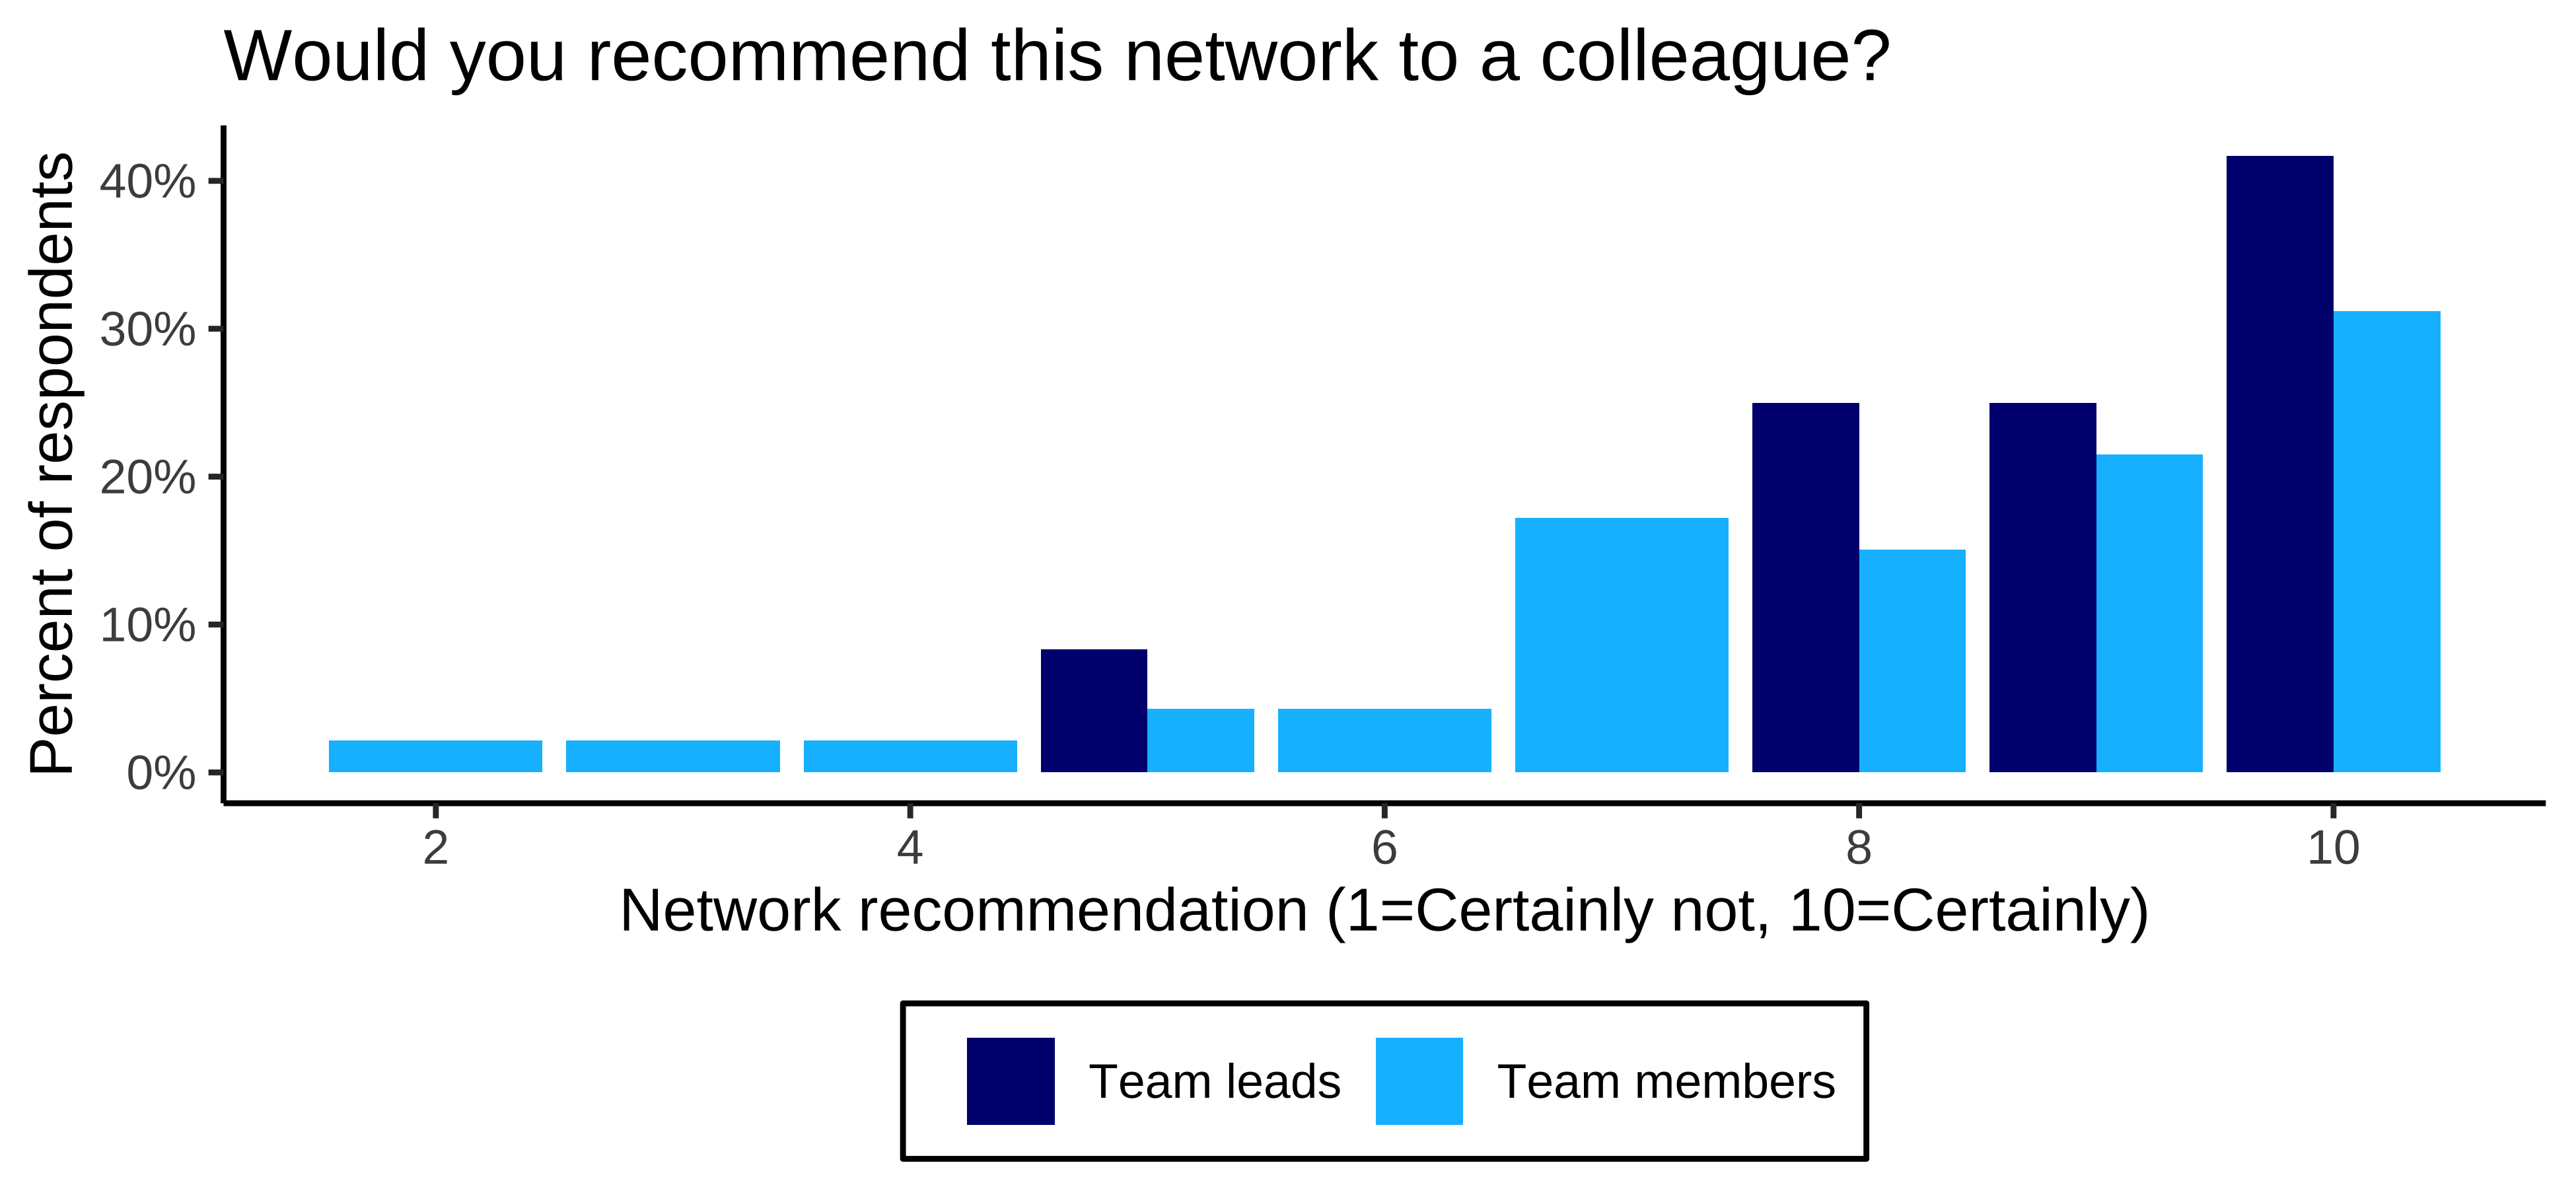 Would you recommend this network to a colleague?
Percent of respondents
40%
30%
20%
10%
0%
2 4 6 8 10
Network recommendation (1=Certainly not, 10=Certainly)
Team leads Team members